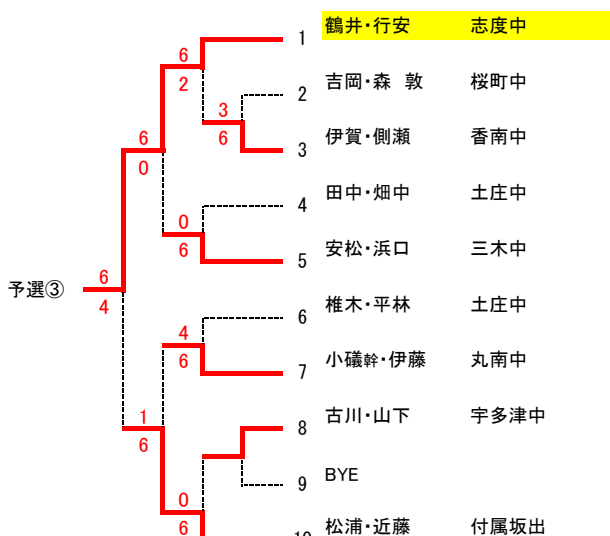 1 鶴井・行安 志度中
6
2
2 吉岡・森 敦 桜町中
3
6
3 伊賀・側瀬 香南中
6
0
4 田中・畑中 土庄中
0
6
5 安松・浜口 三木中
予選③
6
4
6 椎木・平林 土庄中
4
6
7 小礒幹・伊藤 丸南中
1
6
8 古川・山下 宇多津中
9 BYE
0
6
10 松浦・近藤 付属坂出